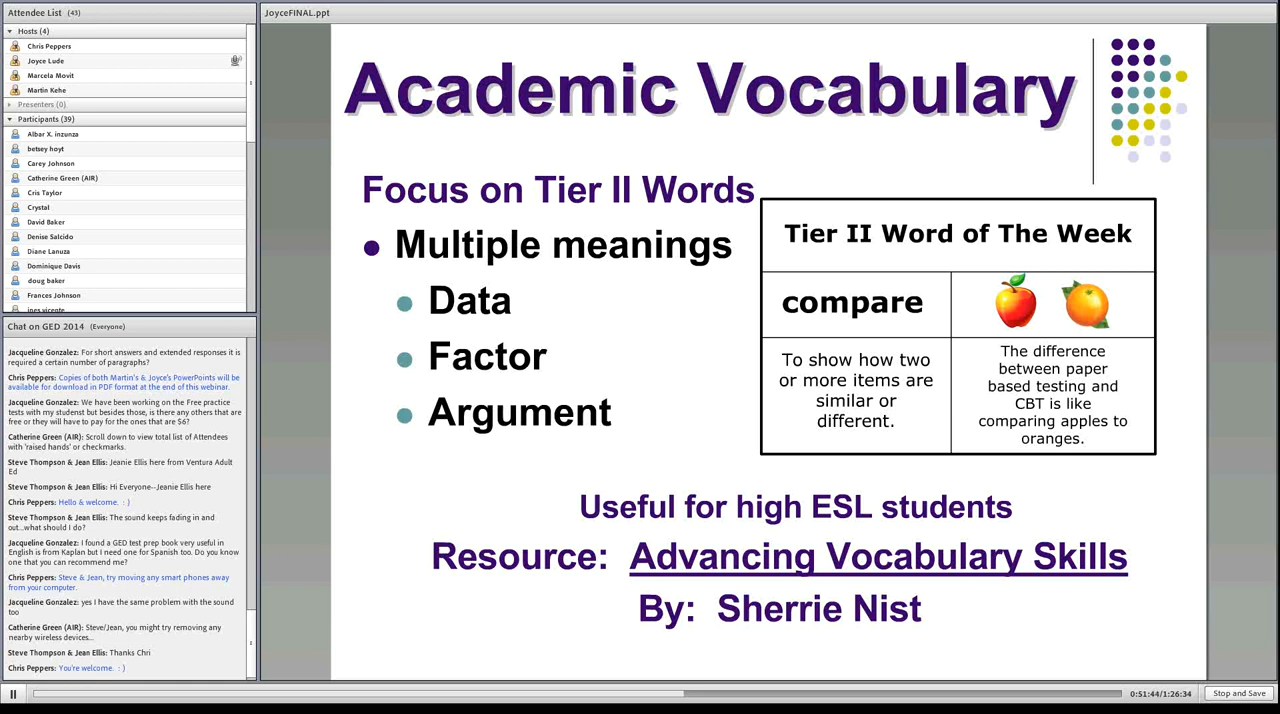 Attendee List (43)
Hosts (4)
Chris Peppers
Joyce Lude
Marcela Movit
Martin Kehe
Presenters (0)
Participants (39)
Albar X. inzunza
betsey hoyt
Carey Johnson
Catherine Green (AIR)
Cris Taylor
Crystal
David Baker
Denise Salcido
Diane Lanuza
Dominique Davis
doug baker
Frances Johnson
ines vicente
Chat on GED 2014 (Everyone)
Jacqueline Gonzalez: For short answers and extended responses it is
required a certain number of paragraphs?
Chris Peppers: Copies of both Martin's & Joyce's PowerPoints will be
available for download in PDF format at the end of this webinar.
Jacqueline Gonzalez: We have been working on the Free practice
tests with my studenst but besides those, is there any others that are
free or they will have to pay for the ones that are $6?
Catherine Green (AIR): Scroll down to view total list of Attendees
with 'raised hands' or checkmarks.
Steve Thompson & Jean Ellis: Jeanie Ellis here from Ventura Adult
Ed
Steve Thompson & Jean Ellis: Hi Everyone--Jeanie Ellis here
Chris Peppers: Hello & welcome. : )
Steve Thompson & Jean Ellis: The sound keeps fading in and
out...what should I do?
Jacqueline Gonzalez: I found a GED test prep book very useful in
English is from Kaplan but I need one for Spanish too. Do you know
one that you can recommend me?
Chris Peppers: Steve & Jean, try moving any smart phones away
from your computer.
Jacqueline Gonzalez: yes I have the same problem with the sound
too
Catherine Green (AIR): Steve/Jean, you might try removing any
nearby wireless devices...
Steve Thompson & Jean Ellis: Thanks Chri
Chris Peppers: You're welcome. : )
JoyceFINAL.ppt
Academic Vocabulary
Focus on Tier II Words
Multiple meanings
Data
Factor
Argument
Tier II Word of The Week
compare
To show how two
or more items are
similar or
different.
The difference
between paper
based testing and
CBT is like
comparing apples to
oranges.
Useful for high ESL students
Resource: Advancing Vocabulary Skills
By: Sherrie Nist
0:51:44/1:26:34
Stop and Save